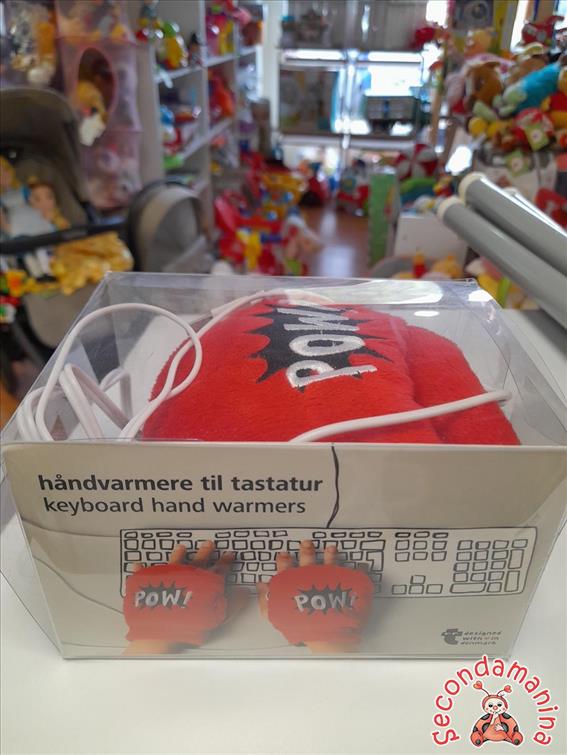 POW!
håndvarmere til tastatur
keyboard hand warmers
POW!
POW!
designed
with ♥ in
denmark
Secondamanina